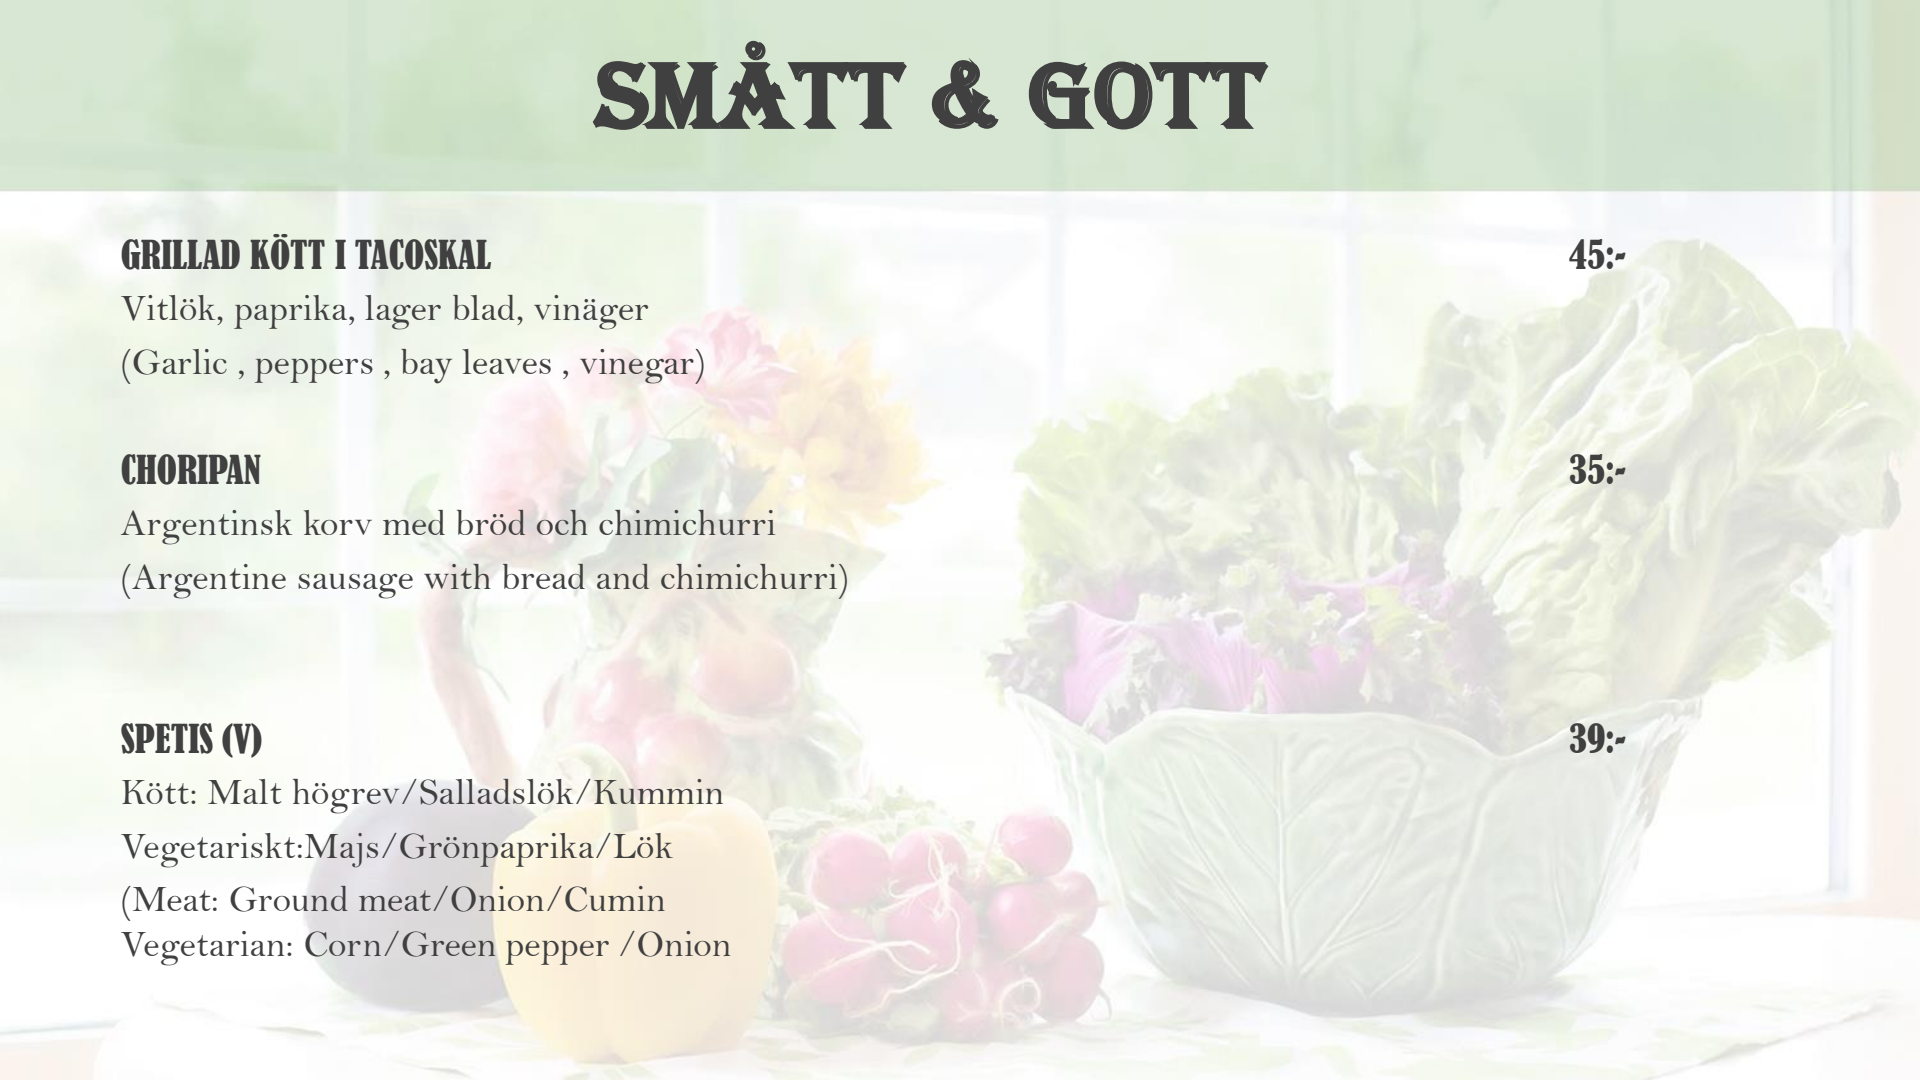 SMÅTT & GOTT
GRILLAD KÖTT I TACOSKAL 45:-
Vitlök, paprika, lager blad, vinäger
(Garlic , peppers , bay leaves , vinegar)
CHORIPAN 35:-
Argentinsk korv med bröd och chimichurri
(Argentine sausage with bread and chimichurri)
SPETIS (V) 39:-
Kött: Malt högrev/Salladslök/Kummin
Vegetariskt:Majs/Grönpaprika/Lök
(Meat: Ground meat/Onion/Cumin
Vegetarian: Corn/Green pepper /Onion